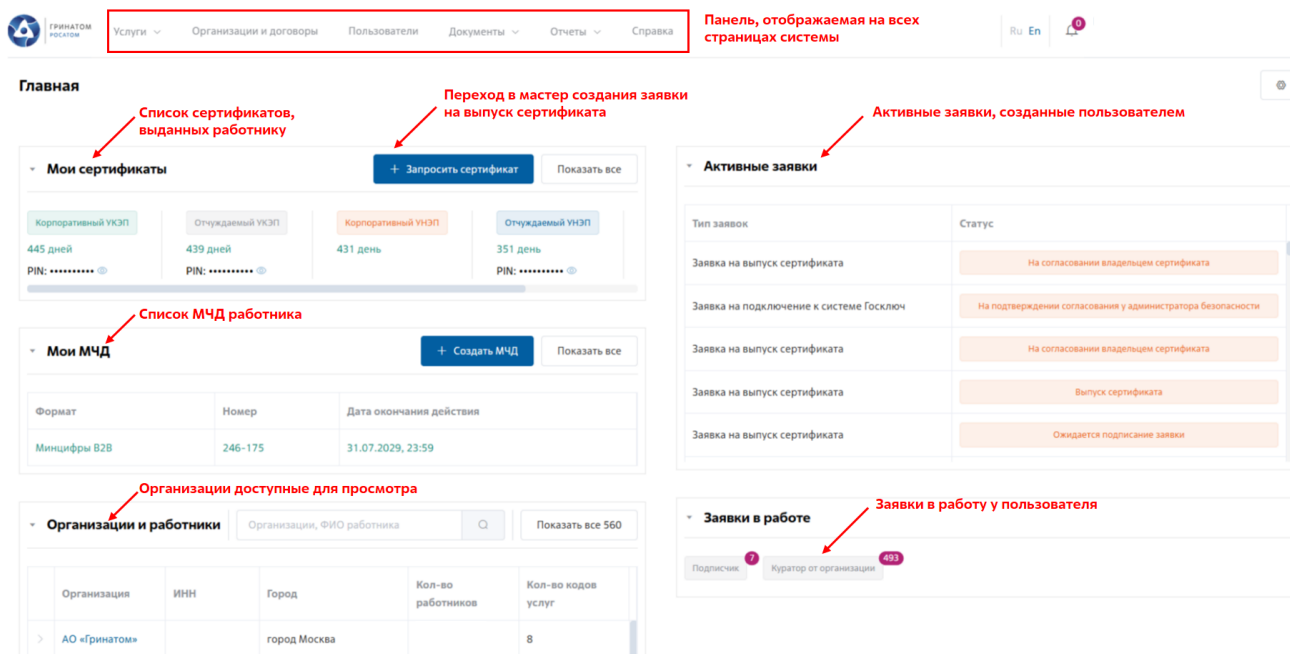 ГРИНАТОМ
РОСАТОМ
Услуги
Организации и договоры
Пользователи
Документы
Отчеты
Справка
Панель, отображаемая на всех
страницах системы
Ru En
0
Главная
Список сертификатов,
выданных работнику
Переход в мастер создания заявки
на выпуск сертификата
Активные заявки, созданные пользователем
Мои сертификаты
+ Запросить сертификат
Показать все
Корпоративный УКЭП
Отчуждаемый УКЭП
Корпоративный УНЭП
Отчуждаемый УНЭП
445 дней
439 дней
431 день
351 день
PIN: ••••••••••
PIN: ••••••••••
PIN: ••••••••••
Список МЧД работника
Мои МЧД
+ Создать МЧД
Показать все
Формат
Номер
Дата окончания действия
Минцифры B2B
246-175
31.07.2029, 23:59
Организации доступные для просмотра
Организации и работники
Организации, ФИО работника
Показать все 560
Организация
ИНН
Город
Кол-во
работников
Кол-во кодов
услуг
АО «Гринатом»
город Москва
8
Активные заявки
Тип заявок
Статус
Заявка на выпуск сертификата
На согласовании владельцем сертификата
Заявка на подключение к системе Госключ
На подтверждении согласования у администратора безопасности
Заявка на выпуск сертификата
На согласовании владельцем сертификата
Заявка на выпуск сертификата
Выпуск сертификата
Заявка на выпуск сертификата
Ожидается подписание заявки
Заявки в работу у пользователя
Заявки в работе
Подписчик
7
Куратор от организации
493